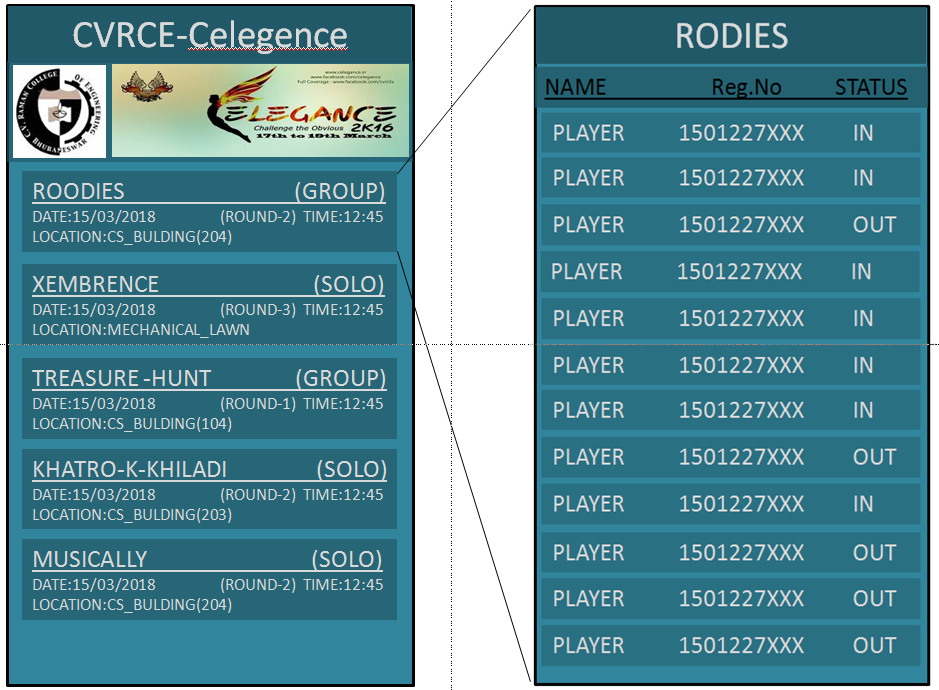 CVRCE-Celegence
C.V. RAMAN COLLEGE OF ENGINEERING
BHUBANESWAR
www.celegance.in
www.facebook.com/celegance
CELEGANCE
Challenge the Obvious 2K16
17th to 19th March
ROODIES (GROUP)
DATE:15/03/2018 (ROUND-2) TIME:12:45
LOCATION:CS_BULDING(204)
XEMBRENCE (SOLO)
DATE:15/03/2018 (ROUND-3) TIME:12:45
LOCATION:MECHANICAL_LAWN
TREASURE-HUNT (GROUP)
DATE:15/03/2018 (ROUND-1) TIME:12:45
LOCATION:CS_BULDING(104)
KHATRO-K-KHILADI (SOLO)
DATE:15/03/2018 (ROUND-2) TIME:12:45
LOCATION:CS_BULDING(203)
MUSICALLY (SOLO)
DATE:15/03/2018 (ROUND-2) TIME:12:45
LOCATION:CS_BULDING(204)
RODIES
NAME Reg.No STATUS
PLAYER 1501227XXX IN
PLAYER 1501227XXX IN
PLAYER 1501227XXX OUT
PLAYER 1501227XXX IN
PLAYER 1501227XXX IN
PLAYER 1501227XXX IN
PLAYER 1501227XXX IN
PLAYER 1501227XXX OUT
PLAYER 1501227XXX IN
PLAYER 1501227XXX OUT
PLAYER 1501227XXX OUT
PLAYER 1501227XXX OUT